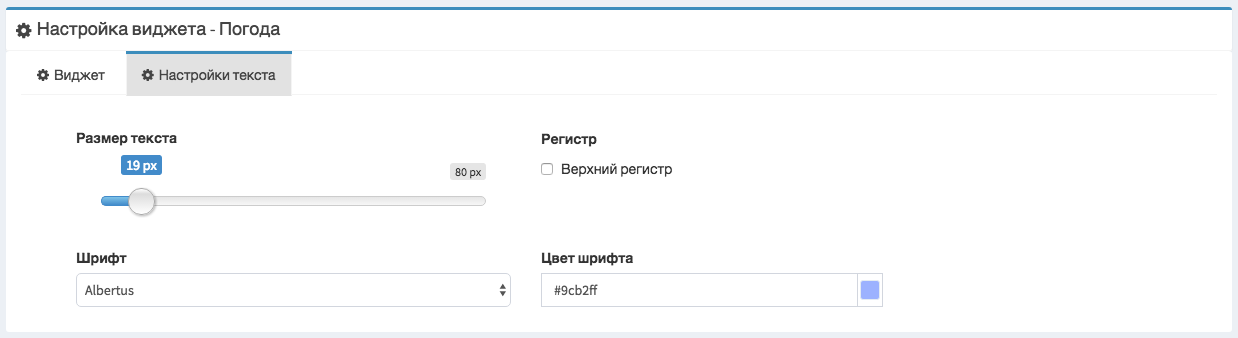 Настройка виджета - Погода
Виджет
Настройки текста
Размер текста
19 px
80 px
Регистр
Верхний регистр
Шрифт
Albertus
Цвет шрифта
#9cb2ff